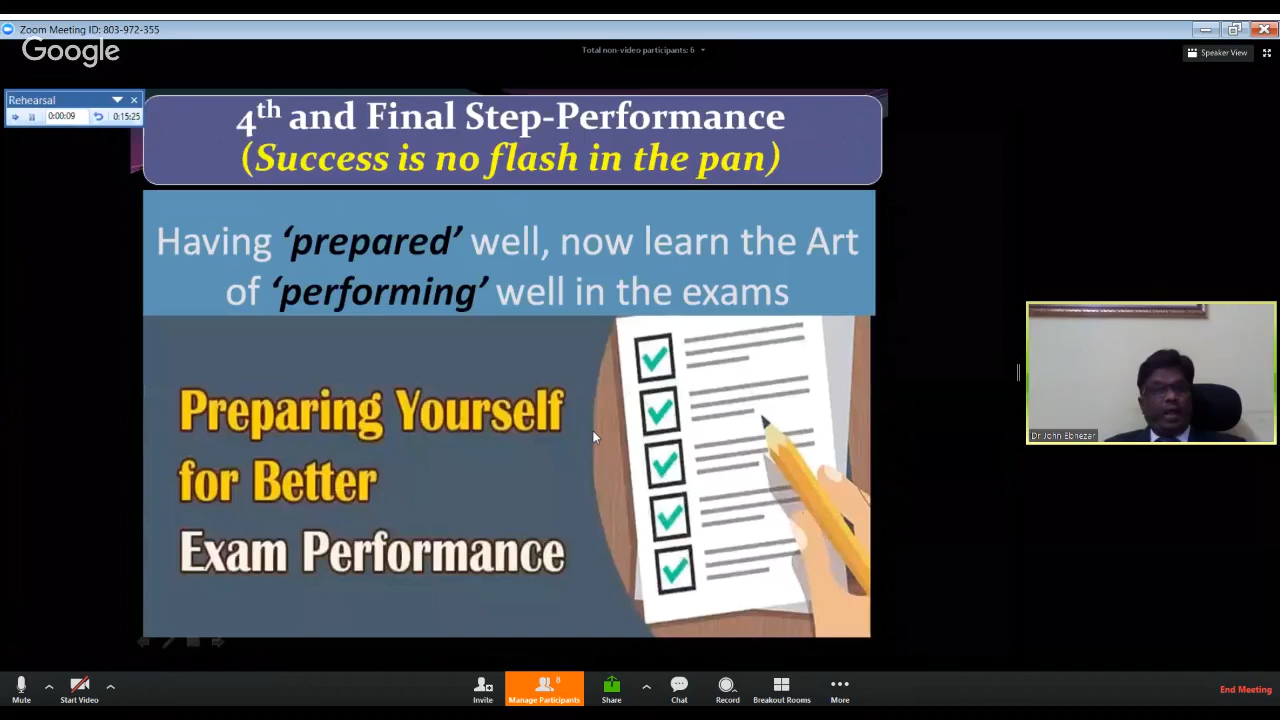 Zoom Meeting ID: 803-972-355
Google
Total non-video participants: 6
Speaker View
Rehearsal
0:00:09
0:15:25
4th and Final Step-Performance
(Success is no flash in the pan)
Having ‘prepared’ well, now learn the Art
of ‘performing’ well in the exams
Preparing Yourself
for Better
Exam Performance
Dr John Ebnezar
Mute
Start Video
Invite
8
Manage Participants
Share
Chat
Record
Breakout Rooms
More
End Meeting